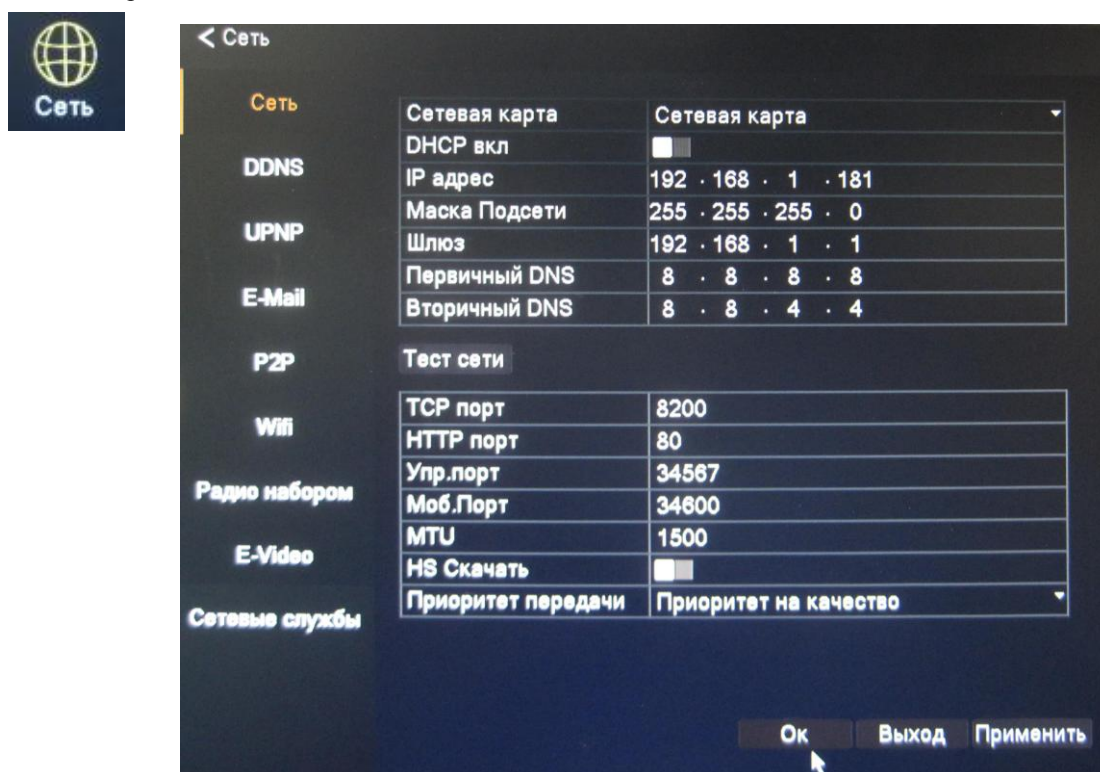 Сеть
< Сеть
Сеть
DDNS
UPNP
E-Mail
P2P
Wifi
Радио набором
E-Video
Сетевые службы
Сетевая карта Сетевая карта
DHCP вкл
IP адрес 192 . 168 . 1 . 181
Маска Подсети 255 . 255 . 255 . 0
Шлюз 192 . 168 . 1 . 1
Первичный DNS 8 . 8 . 8 . 8
Вторичный DNS 8 . 8 . 4 . 4
Тест сети
TCP порт 8200
HTTP порт 80
Упр.порт 34567
Моб.Порт 34600
MTU 1500
HS Скачать
Приоритет передачи Приоритет на качество
Ок Выход Применить